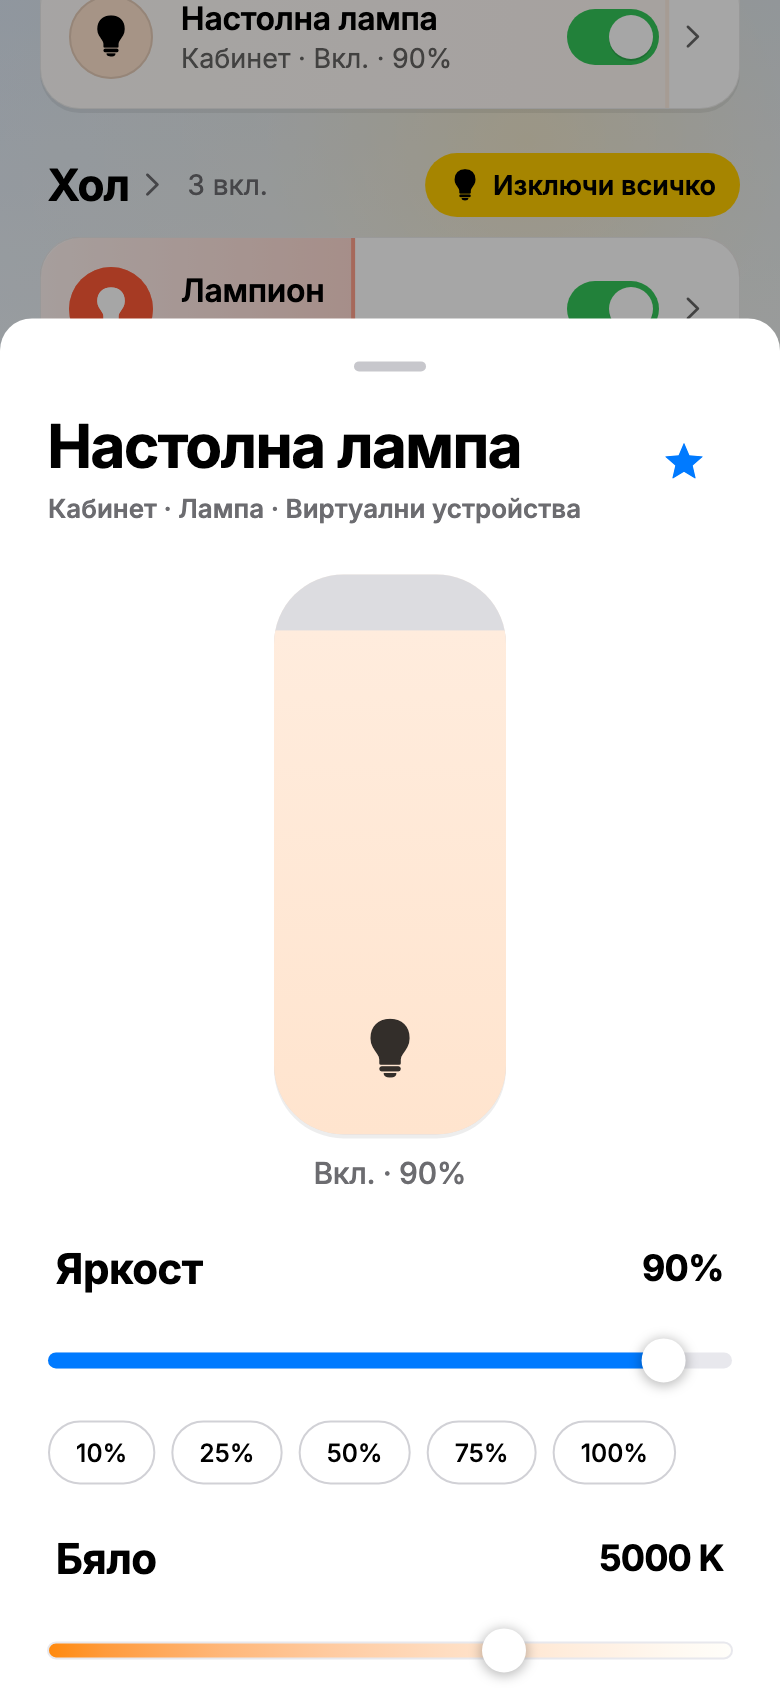 Настолна лампа
Кабинет · Вкл. · 90%
Хол
3 вкл.
Изключи всичко
Лампион
Настолна лампа
Кабинет · Лампа · Виртуални устройства
Вкл. · 90%
Яркост
90%
10%
25%
50%
75%
100%
Бяло
5000 K